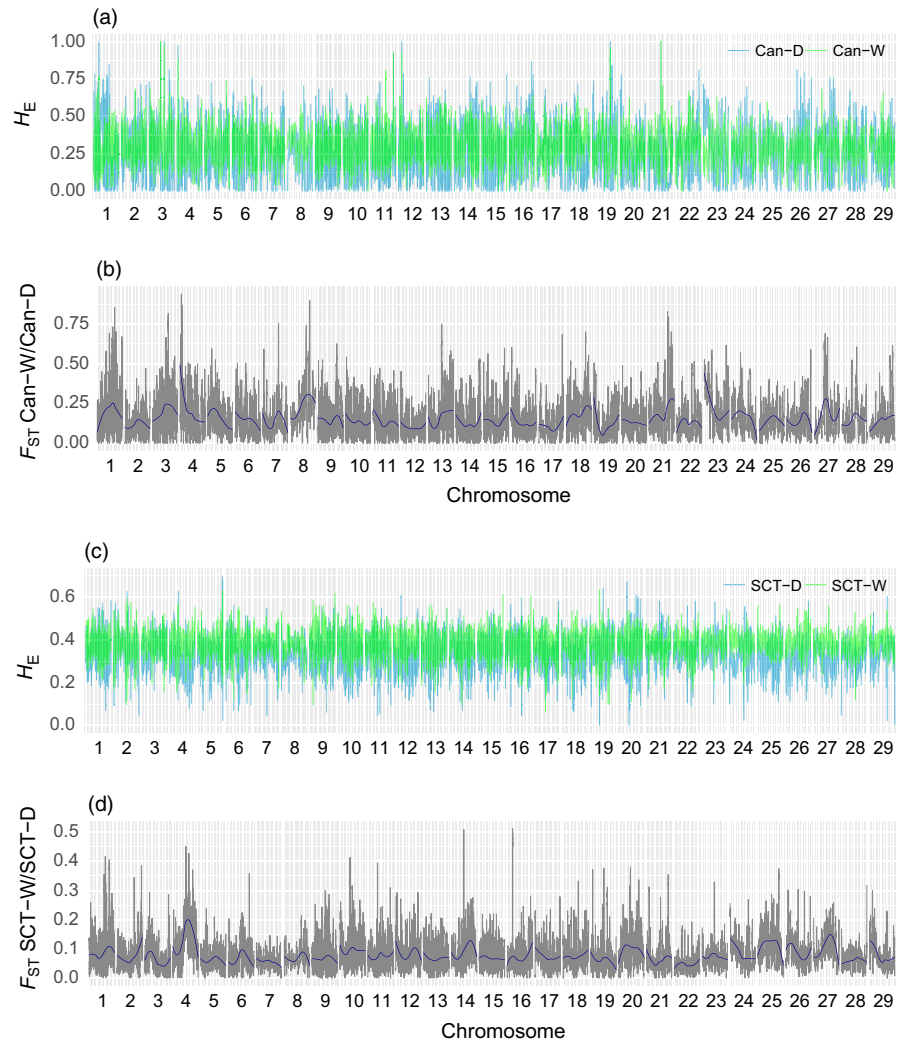 (a)
1.00
0.75
0.50
0.25
0.00
H_E
Can−D Can−W
1 2 3 4 5 6 7 8 9 10 11 12 13 14 15 16 17 18 19 20 21 22 23 24 25 26 27 28 29
(b)
0.75
0.50
0.25
0.00
F_ST Can−W/Can−D
1 2 3 4 5 6 7 8 9 10 11 12 13 14 15 16 17 18 19 20 21 22 23 24 25 26 27 28 29
Chromosome
(c)
0.6
0.4
0.2
0.0
H_E
SCT−D SCT−W
1 2 3 4 5 6 7 8 9 10 11 12 13 14 15 16 17 18 19 20 21 22 23 24 25 26 27 28 29
(d)
0.5
0.4
0.3
0.2
0.1
0.0
F_ST SCT−W/SCT−D
1 2 3 4 5 6 7 8 9 10 11 12 13 14 15 16 17 18 19 20 21 22 23 24 25 26 27 28 29
Chromosome